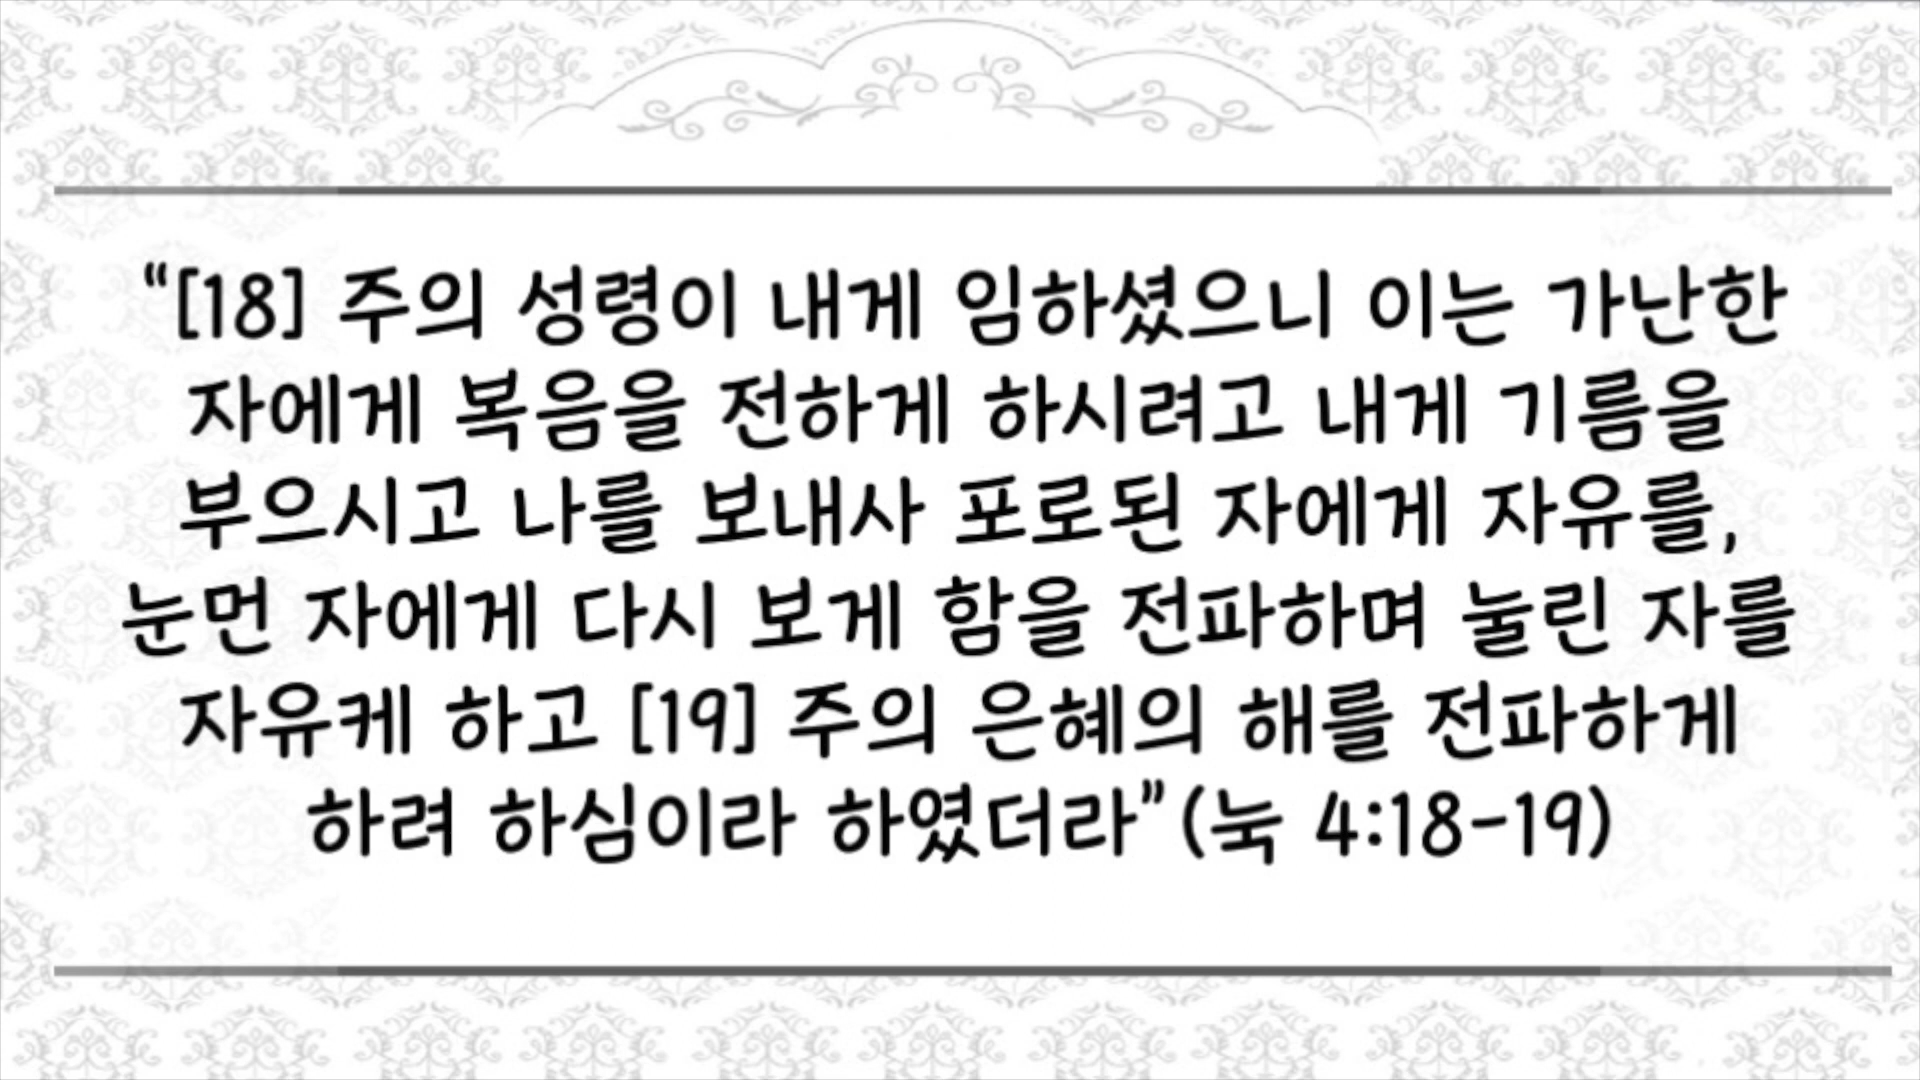 “[18] 주의 성령이 내게 임하셨으니 이는 가난한
자에게 복음을 전하게 하시려고 내게 기름을
부으시고 나를 보내사 포로된 자에게 자유를,
눈먼 자에게 다시 보게 함을 전파하며 눌린 자를
자유케 하고 [19] 주의 은혜의 해를 전파하게
하려 하심이라 하였더라”(눅 4:18-19)